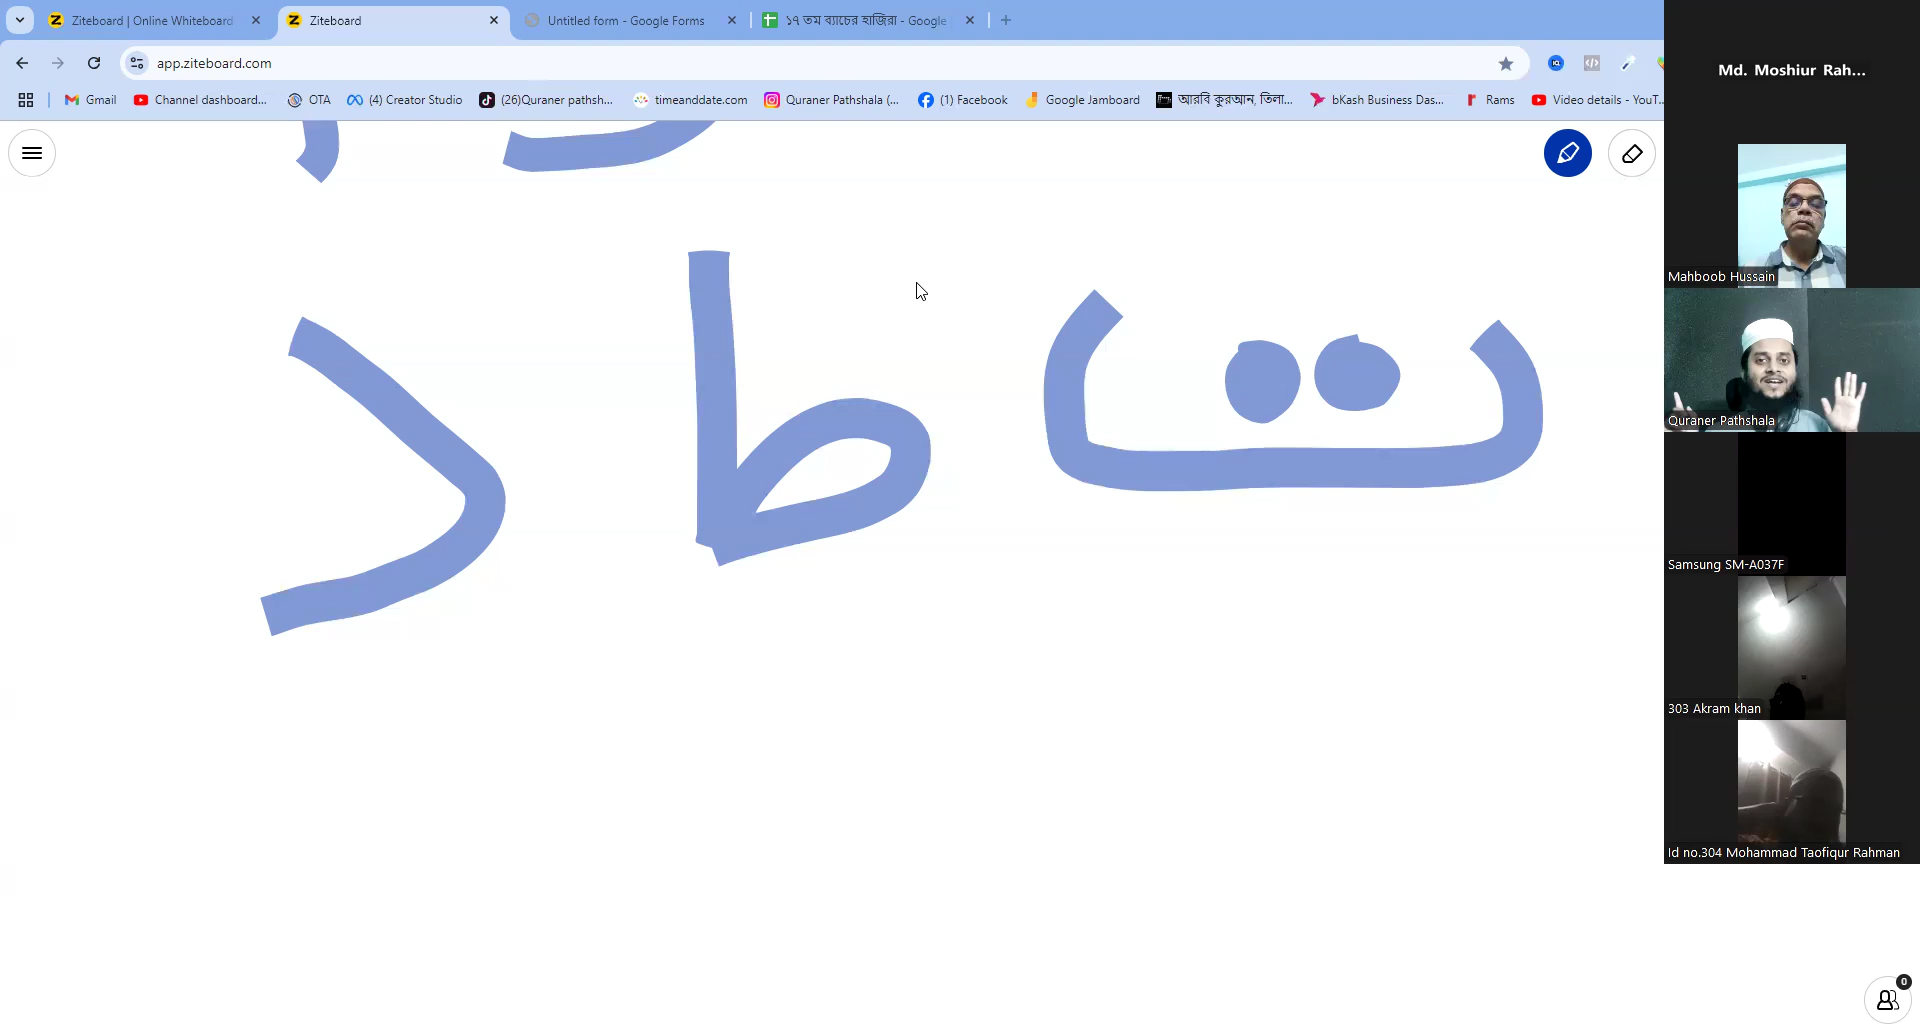 Ziteboard | Online Whiteboard
Ziteboard
Untitled form - Google Forms
১৭ তম ব্যাচের হাজিরা - Google
app.ziteboard.com
Gmail
Channel dashboard...
OTA
(4) Creator Studio
(26)Quraner pathsh...
timeanddate.com
Quraner Pathshala (...
(1) Facebook
Google Jamboard
আরবি কুরআন, তিলা...
bKash Business Das...
Rams
Video details - YouT...
Md. Moshiur Rah...
Mahboob Hussain
Quraner Pathshala
Samsung SM-A037F
303 Akram khan
Id no.304 Mohammad Taofiqur Rahman
ت ط د
0